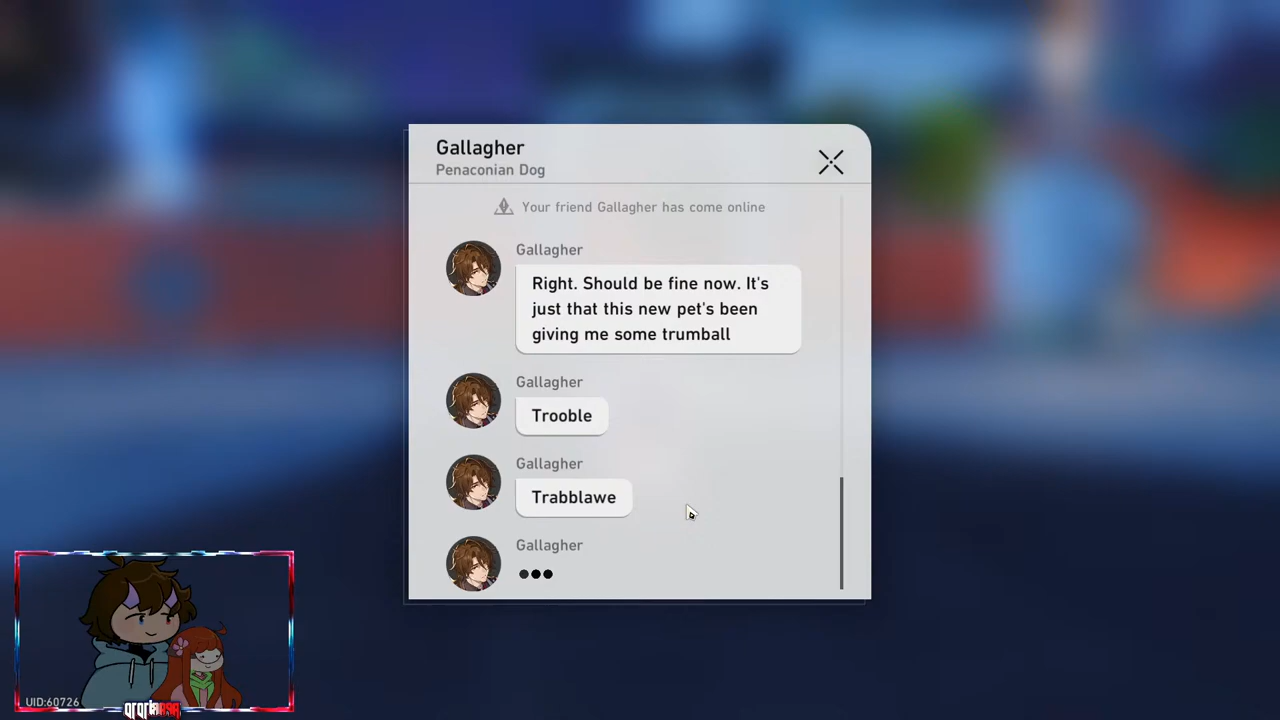 Gallagher
Penaconian Dog
Your friend Gallagher has come online
Gallagher
Right. Should be fine now. It's
just that this new pet's been
giving me some trumball
Gallagher
Trooble
Gallagher
Trabblawe
Gallagher
UID:60726